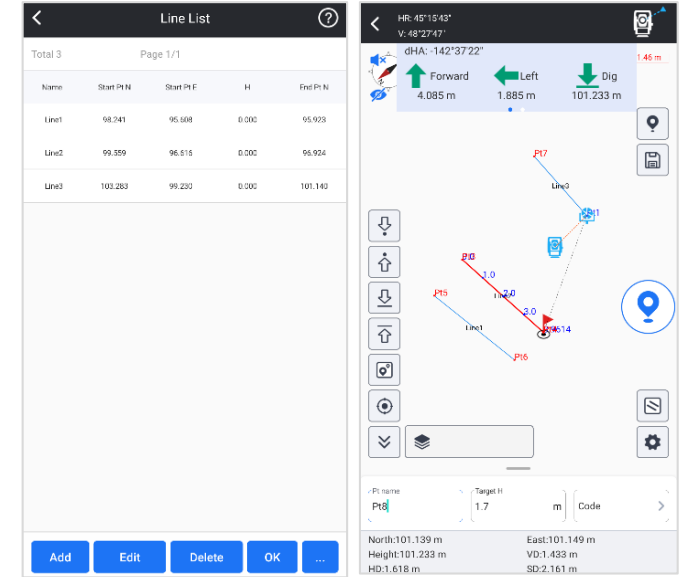 Line List
Total 3 Page 1/1
Name Start Pt N Start Pt E H End Pt N
Line1 98.241 95.608 0.000 95.923
Line2 99.559 96.616 0.000 96.924
Line3 103.283 99.230 0.000 101.140
Add Edit Delete OK ...
HR: 45°15'43"
V: 48°27'47"
dHA: -142°37'22"
Forward Left Dig
4.085 m 1.885 m 101.233 m
1.46 m
Pt7
Line3
1.0
Pt5 2.0
3.0
Line1
Pt6
Pt name Target H
Pt8 1.7 m Code
North:101.139 m East:101.149 m
Height:101.233 m VD:1.433 m
HD:1.618 m SD:2.161 m